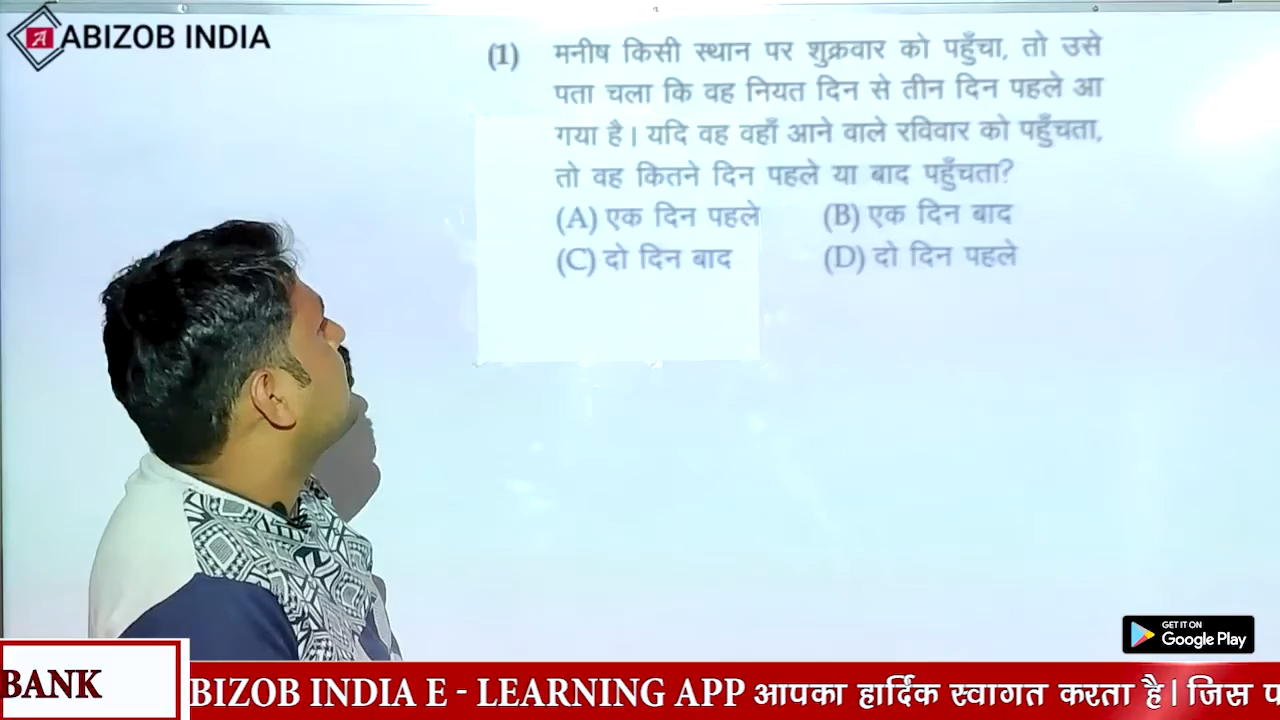 ABIZOB INDIA
(1) मनीष किसी स्थान पर शुक्रवार को पहुँचा, तो उसे
पता चला कि वह नियत दिन से तीन दिन पहले आ
गया है। यदि वह वहाँ आने वाले रविवार को पहुँचता,
तो वह कितने दिन पहले या बाद पहुँचता?
(A) एक दिन पहले (B) एक दिन बाद
(C) दो दिन बाद (D) दो दिन पहले
GET IT ON
Google Play
BANK
BIZOB INDIA E - LEARNING APP आपका हार्दिक स्वागत करता है। जिस